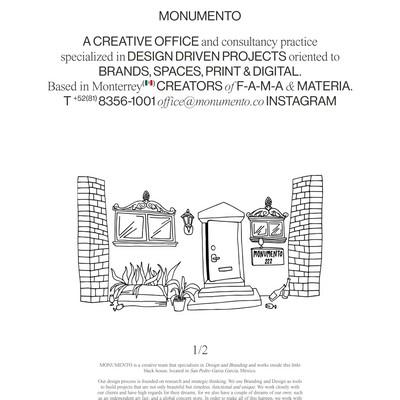 MONUMENTO
A CREATIVE OFFICE and consultancy practice
specialized in DESIGN DRIVEN PROJECTS oriented to
BRANDS, SPACES, PRINT & DIGITAL.
Based in Monterrey(🇲🇽) CREATORS of F-A-M-A & MATERIA.
T +52(81) 8356-1001 office@monumento.co INSTAGRAM
MONUMENTO
222
1/2
MONUMENTO is a creative team that specializes in Design and Branding and works inside this little
black house, located in San Pedro Garza García, México.
Our design process is founded on research and strategic thinking. We use Branding and Design as tools
to build projects that are not only beautiful but timeless, functional and unique. We work closely with
our clients and have high regards for their dreams, for we also have a couple of dreams of our own; such
as an independent art fair, and a global concept store. In order to make all of this happen, we work with